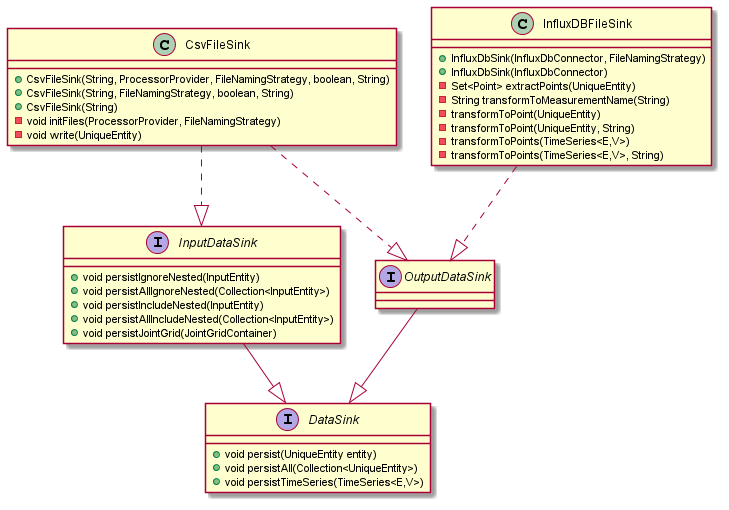 C CsvFileSink
CsvFileSink(String, ProcessorProvider, FileNamingStrategy, boolean, String)
CsvFileSink(String, FileNamingStrategy, boolean, String)
CsvFileSink(String)
void initFiles(ProcessorProvider, FileNamingStrategy)
void write(UniqueEntity)
C InfluxDBFileSink
InfluxDbSink(InfluxDbConnector, FileNamingStrategy)
InfluxDbSink(InfluxDbConnector)
Set<Point> extractPoints(UniqueEntity)
String transformToMeasurementName(String)
transformToPoint(UniqueEntity)
transformToPoint(UniqueEntity, String)
transformToPoints(TimeSeries<E,V>)
transformToPoints(TimeSeries<E,V>, String)
I InputDataSink
void persistIgnoreNested(InputEntity)
void persistAllIgnoreNested(Collection<InputEntity>)
void persistIncludeNested(InputEntity)
void persistAllIncludeNested(Collection<InputEntity>)
void persistJointGrid(JointGridContainer)
I OutputDataSink
I DataSink
void persist(UniqueEntity entity)
void persistAll(Collection<UniqueEntity>)
void persistTimeSeries(TimeSeries<E,V>)